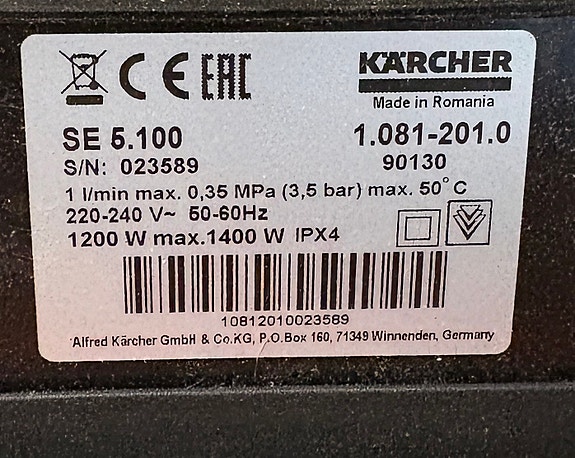 CE EAC KÄRCHER
Made in Romania
SE 5.100 1.081-201.0
S/N: 023589 90130
1 l/min max. 0,35 MPa (3,5 bar) max. 50°C
220-240 V~ 50-60Hz
1200 W max.1400 W IPX4
10812010023589
Alfred Kärcher GmbH & Co.KG, P.O.Box 160, 71349 Winnenden, Germany